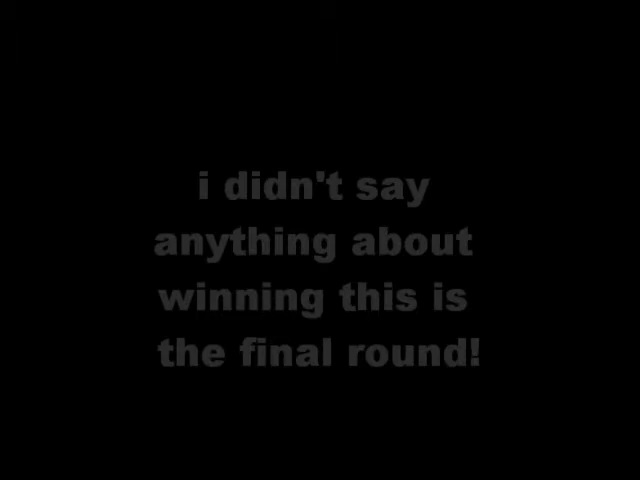 i didn't say
anything about
winning this is
the final round!